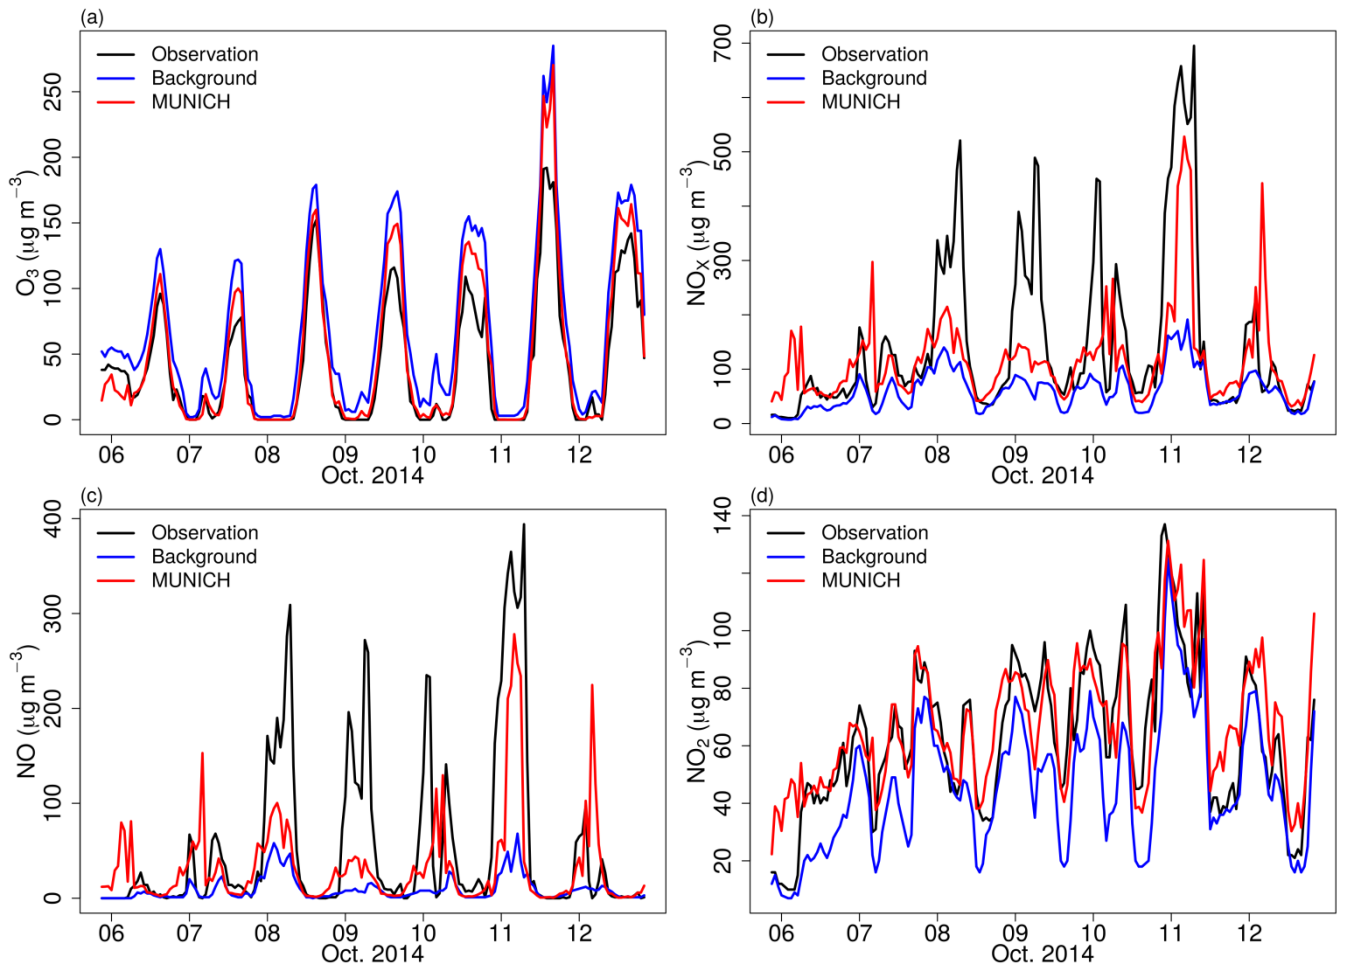 (a)
Observation
Background
MUNICH
O3 (μg m−3)
0 50 100 150 200 250
06 07 08 09 10 11 12
Oct. 2014
(b)
Observation
Background
MUNICH
NOX (μg m−3)
0 100 300 500 700
06 07 08 09 10 11 12
Oct. 2014
(c)
Observation
Background
MUNICH
NO (μg m−3)
0 100 200 300 400
06 07 08 09 10 11 12
Oct. 2014
(d)
Observation
Background
MUNICH
NO2 (μg m−3)
20 40 60 80 100 140
06 07 08 09 10 11 12
Oct. 2014